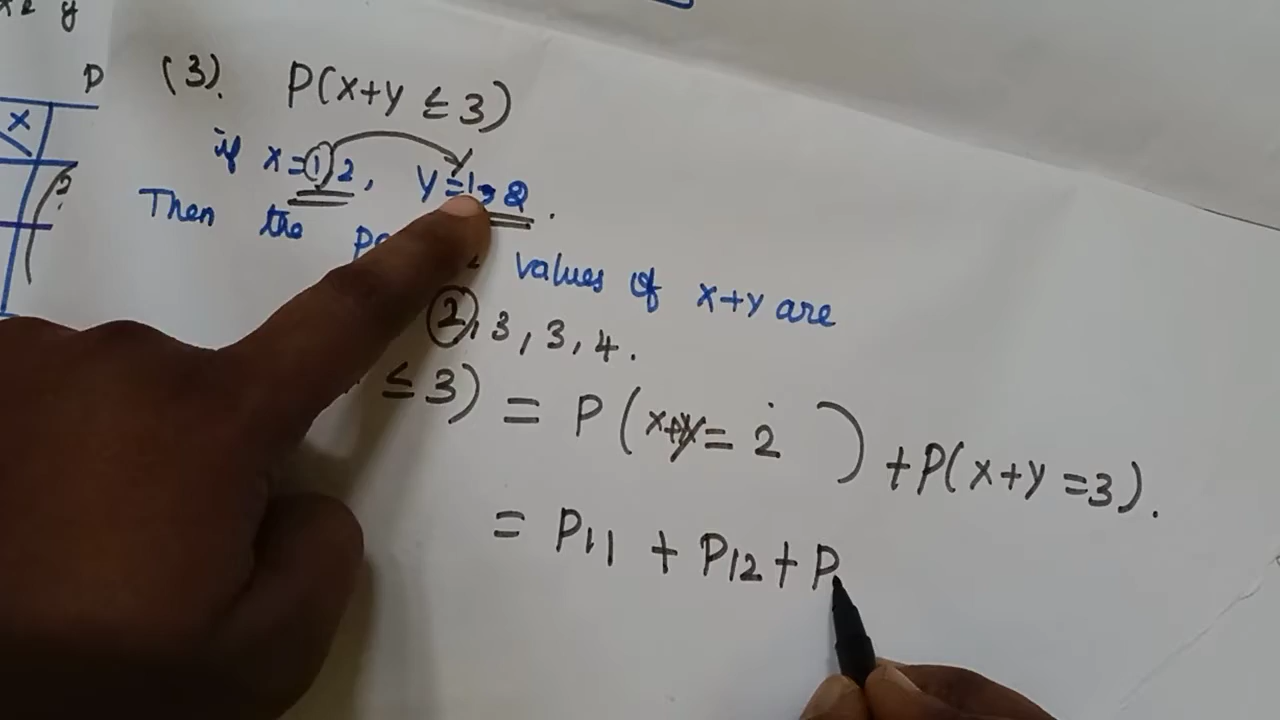 y
P
X
(3). P(X+Y ≤ 3)
if X=1,2, Y=1,2.
Then the values of X+Y are
2,3,3,4.
≤ 3) = P(X+Y = 2) + P(X+Y = 3).
= P11 + P12 + P